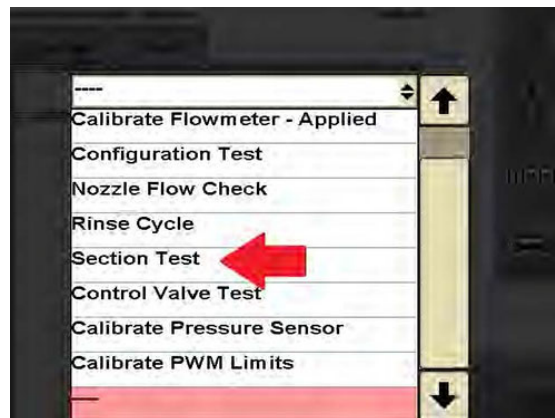 ----
Calibrate Flowmeter - Applied
Configuration Test
Nozzle Flow Check
Rinse Cycle
Section Test
Control Valve Test
Calibrate Pressure Sensor
Calibrate PWM Limits
---